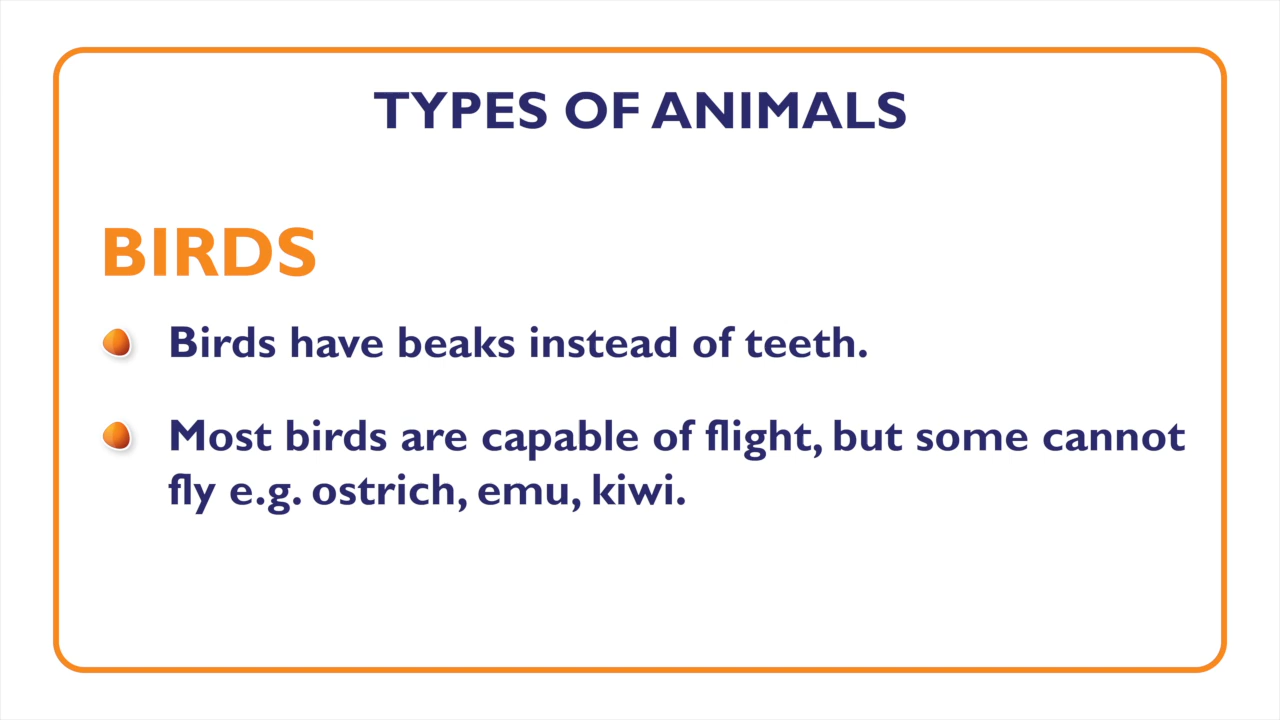 TYPES OF ANIMALS
BIRDS
Birds have beaks instead of teeth.
Most birds are capable of flight, but some cannot
fly e.g. ostrich, emu, kiwi.